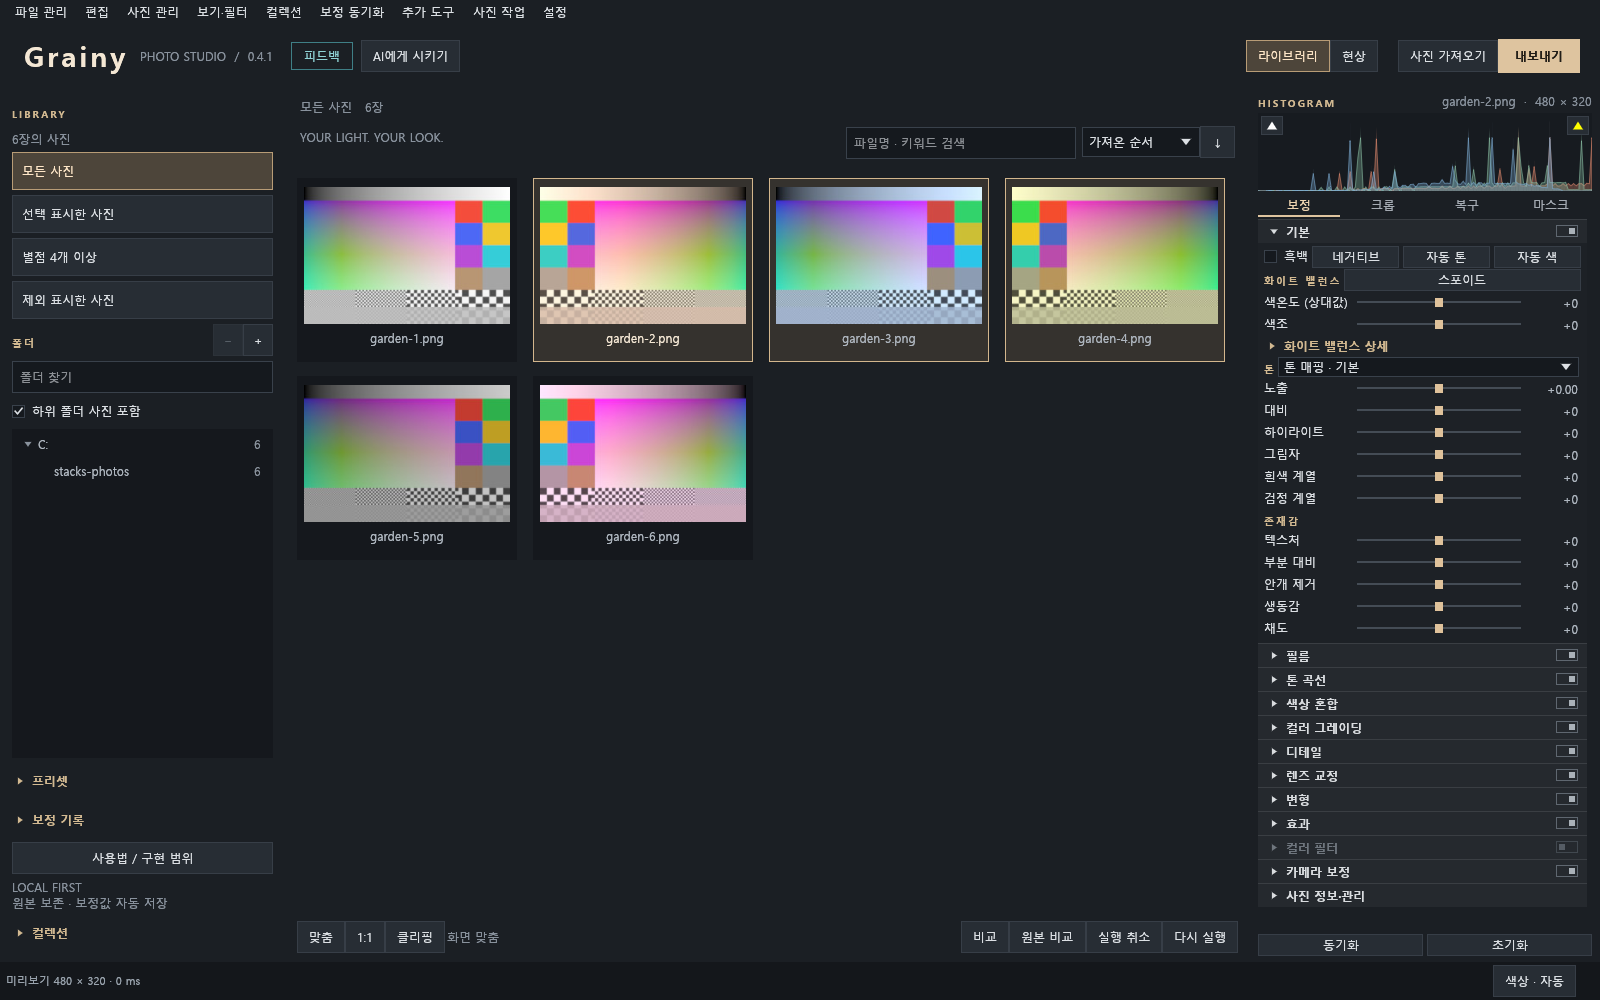 파일 관리 편집 사진 관리 보기·필터 컬렉션 보정 동기화 추가 도구 사진 작업 설정
Grainy PHOTO STUDIO / 0.4.1 피드백 AI에게 시키기 라이브러리 현상 사진 가져오기 내보내기
LIBRARY
6장의 사진
모든 사진
선택 표시한 사진
별점 4개 이상
제외 표시한 사진
폴더 − +
폴더 찾기
하위 폴더 사진 포함
C: 6
stacks-photos 6
프리셋
보정 기록
사용법 / 구현 범위
LOCAL FIRST
원본 보존 · 보정값 자동 저장
컬렉션
모든 사진 6장
YOUR LIGHT. YOUR LOOK.
파일명 · 키워드 검색 가져온 순서 ↓
garden-1.png garden-2.png garden-3.png garden-4.png
garden-5.png garden-6.png
맞춤 1:1 클리핑 화면 맞춤 비교 원본 비교 실행 취소 다시 실행
HISTOGRAM garden-2.png · 480 × 320
보정 크롭 복구 마스크
기본
흑백 네거티브 자동 톤 자동 색
화이트 밸런스 스포이드
색온도 (상대값) +0
색조 +0
화이트 밸런스 상세
톤 톤 매핑 · 기본
노출 +0.00
대비 +0
하이라이트 +0
그림자 +0
흰색 계열 +0
검정 계열 +0
존재감
텍스처 +0
부분 대비 +0
안개 제거 +0
생동감 +0
채도 +0
필름
톤 곡선
색상 혼합
컬러 그레이딩
디테일
렌즈 교정
변형
효과
컬러 필터
카메라 보정
사진 정보·관리
동기화 초기화
미리보기 480 × 320 · 0 ms 색상 · 자동